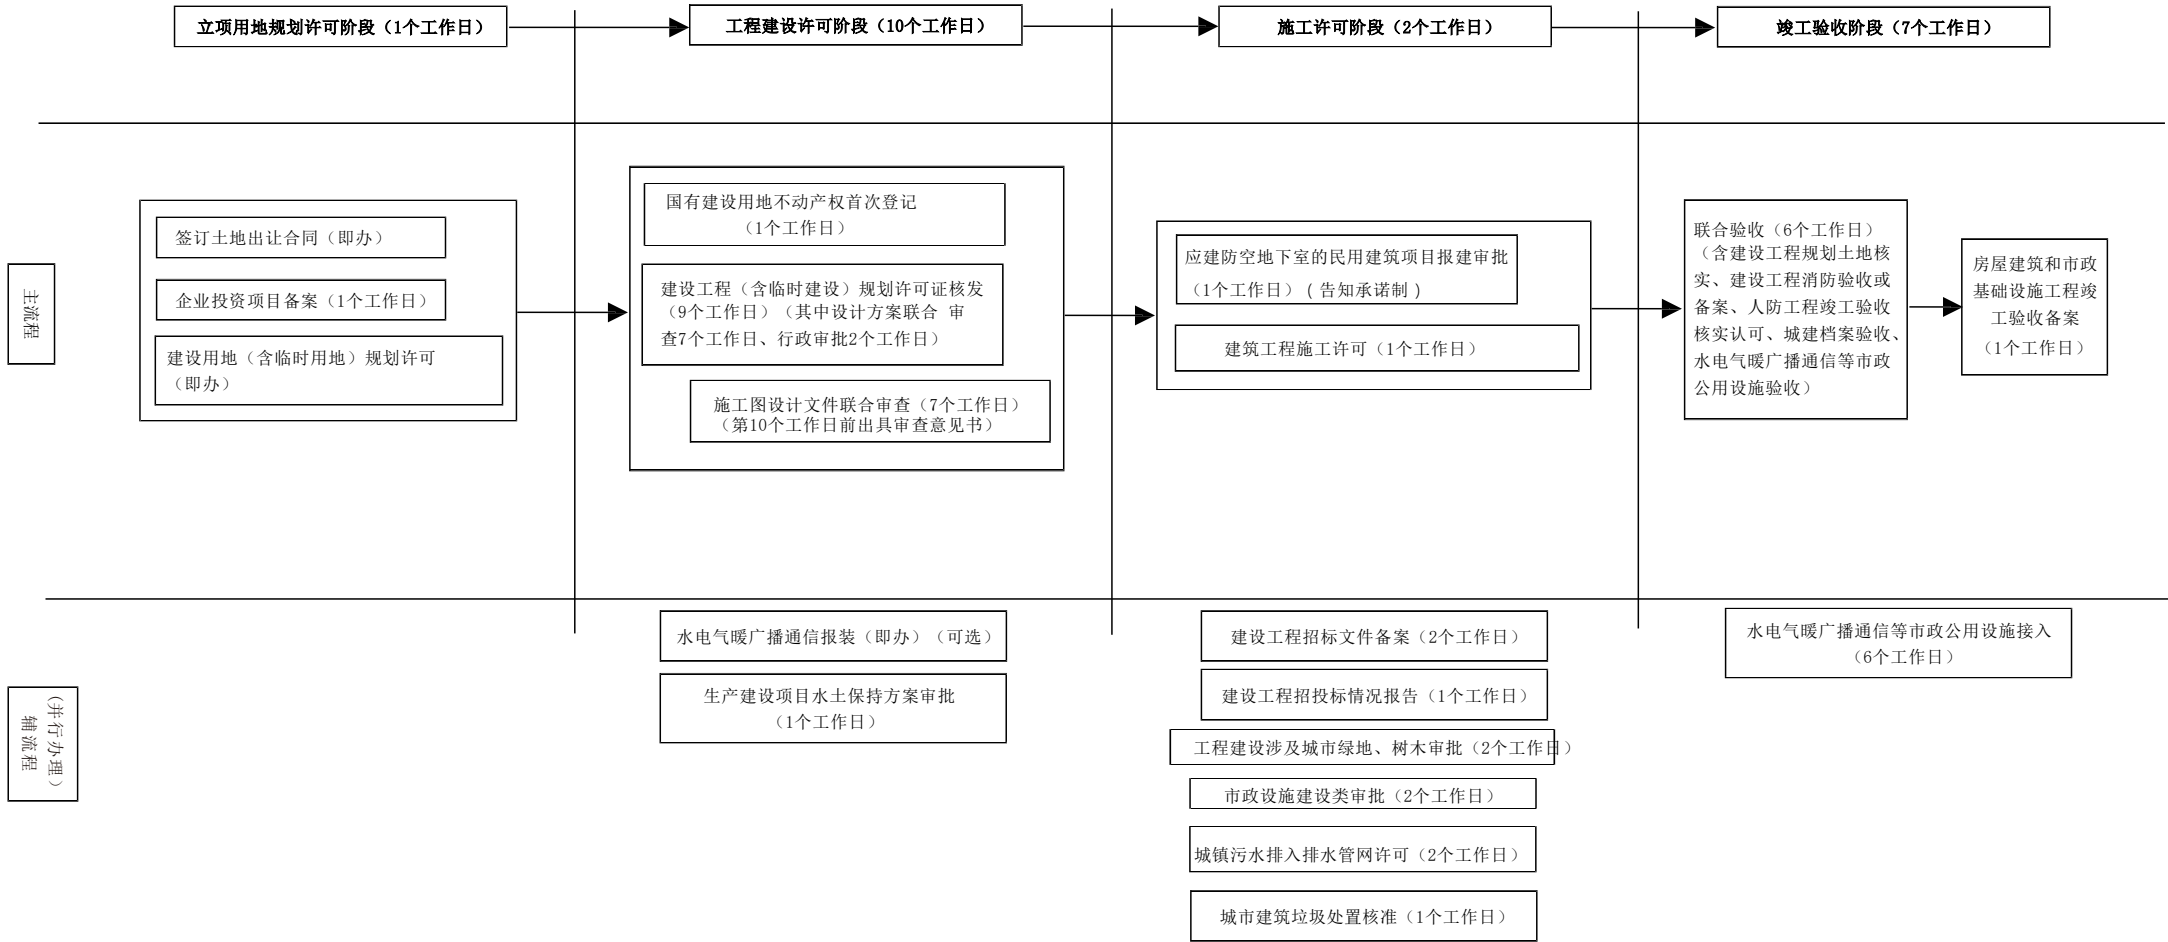 立项用地规划许可阶段（1个工作日）
工程建设许可阶段（10个工作日）
施工许可阶段（2个工作日）
竣工验收阶段（7个工作日）
主流程
签订土地出让合同（即办）
企业投资项目备案（1个工作日）
建设用地（含临时用地）规划许可
（即办）
国有建设用地不动产权首次登记
（1个工作日）
建设工程（含临时建设）规划许可证核发
（9个工作日）（其中设计方案联合 审
查7个工作日、行政审批2个工作日）
施工图设计文件联合审查（7个工作日）
（第10个工作日前出具审查意见书）
应建防空地下室的民用建筑项目报建审批
（1个工作日）(告知承诺制)
建筑工程施工许可（1个工作日）
联合验收（6个工作日）
（含建设工程规划土地核
实、建设工程消防验收或
备案、人防工程竣工验收
核实认可、城建档案验收、
水电气暖广播通信等市政
公用设施验收）
房屋建筑和市政
基础设施工程竣
工验收备案
（1个工作日）
(并行办理）
辅流程
水电气暖广播通信报装（即办）（可选）
生产建设项目水土保持方案审批
（1个工作日）
建设工程招标文件备案（2个工作日）
建设工程招投标情况报告（1个工作日）
工程建设涉及城市绿地、树木审批（2个工作日）
市政设施建设类审批（2个工作日）
城镇污水排入排水管网许可（2个工作日）
城市建筑垃圾处置核准（1个工作日）
水电气暖广播通信等市政公用设施接入
（6个工作日）